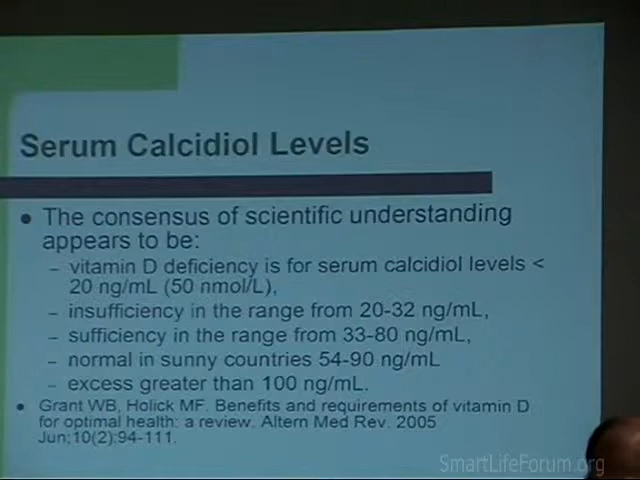 Serum Calcidiol Levels
• The consensus of scientific understanding
appears to be:
– vitamin D deficiency is for serum calcidiol levels <
20 ng/mL (50 nmol/L),
– insufficiency in the range from 20-32 ng/mL,
– sufficiency in the range from 33-80 ng/mL,
– normal in sunny countries 54-90 ng/mL
– excess greater than 100 ng/mL.
• Grant WB, Holick MF. Benefits and requirements of vitamin D
for optimal health: a review. Altern Med Rev. 2005
Jun;10(2):94-111.
SmartLifeForum.org